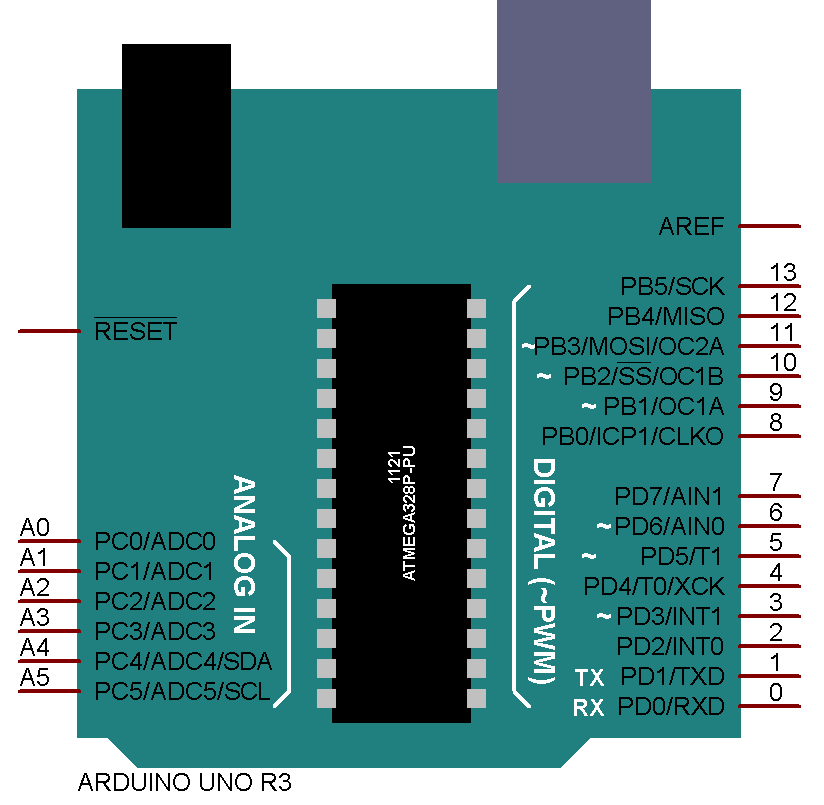 AREF
13
PB5/SCK
12
PB4/MISO
11
~PB3/MOSI/OC2A
10
~ PB2/SS/OC1B
9
~ PB1/OC1A
8
PB0/ICP1/CLKO
7
PD7/AIN1
6
~PD6/AIN0
5
~ PD5/T1
4
PD4/T0/XCK
3
~PD3/INT1
2
PD2/INT0
1
TX PD1/TXD
0
RX PD0/RXD
DIGITAL (~PWM)
RESET
1121
ATMEGA328P-PU
ANALOG IN
A0
PC0/ADC0
A1
PC1/ADC1
A2
PC2/ADC2
A3
PC3/ADC3
A4
PC4/ADC4/SDA
A5
PC5/ADC5/SCL
ARDUINO UNO R3